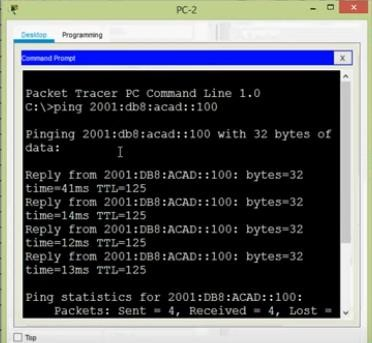 PC-2
Desktop Programming
Command Prompt X
Packet Tracer PC Command Line 1.0
C:\>ping 2001:db8:acad::100
Pinging 2001:db8:acad::100 with 32 bytes of
data:
Reply from 2001:DB8:ACAD::100: bytes=32
time=41ms TTL=125
Reply from 2001:DB8:ACAD::100: bytes=32
time=14ms TTL=125
Reply from 2001:DB8:ACAD::100: bytes=32
time=12ms TTL=125
Reply from 2001:DB8:ACAD::100: bytes=32
time=13ms TTL=125
Ping statistics for 2001:DB8:ACAD::100:
Packets: Sent = 4, Received = 4, Lost =
Top